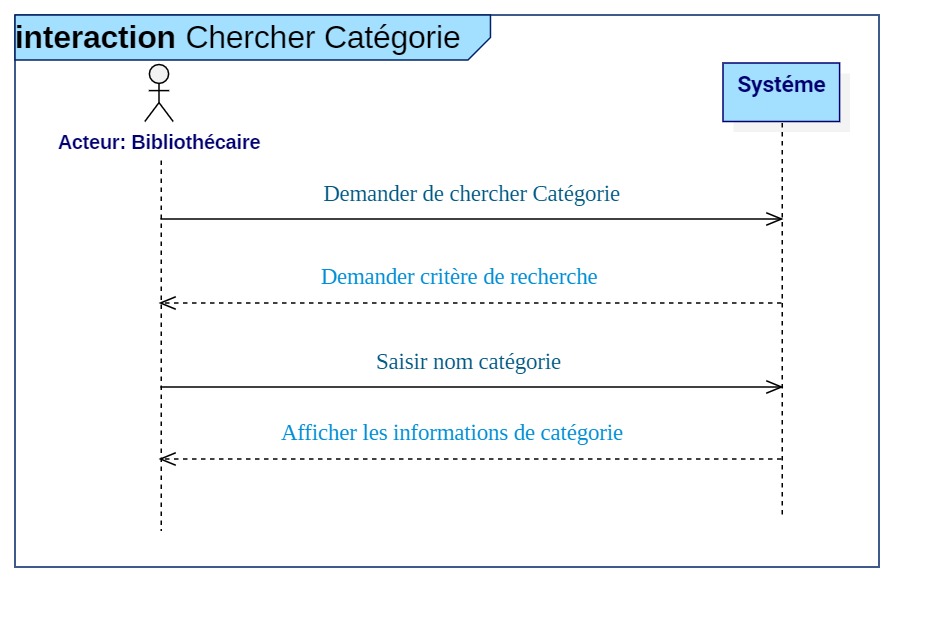 interaction Chercher Catégorie
Systéme
Acteur: Bibliothécaire
Demander de chercher Catégorie
Demander critère de recherche
Saisir nom catégorie
Afficher les informations de catégorie